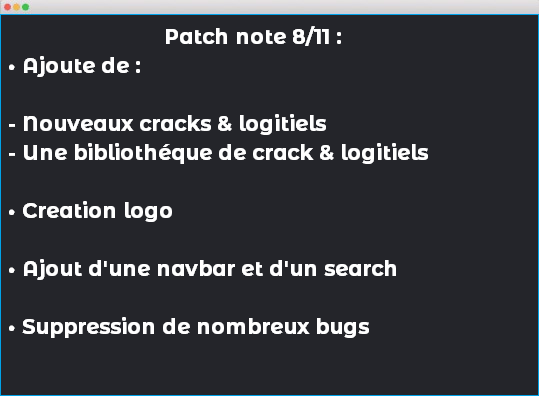 Patch note 8/11 :
• Ajoute de :
- Nouveaux cracks & logitiels
- Une bibliothéque de crack & logitiels
• Creation logo
• Ajout d'une navbar et d'un search
• Suppression de nombreux bugs